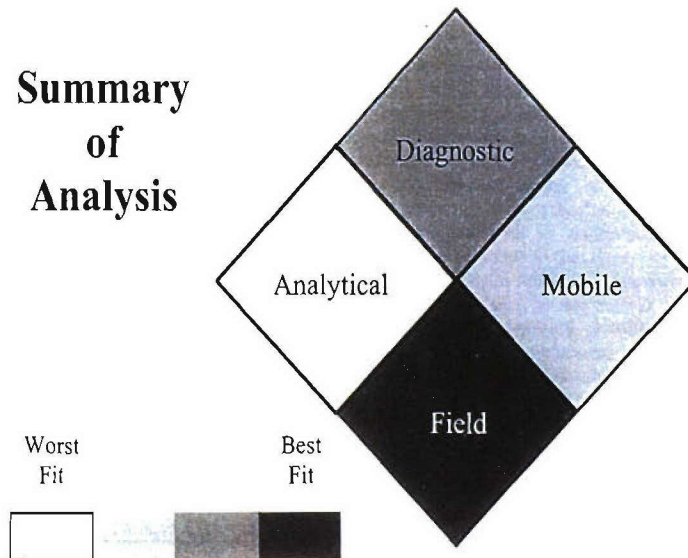 Summary
of
Analysis
Diagnostic
Analytical
Mobile
Field
Worst
Fit
Best
Fit